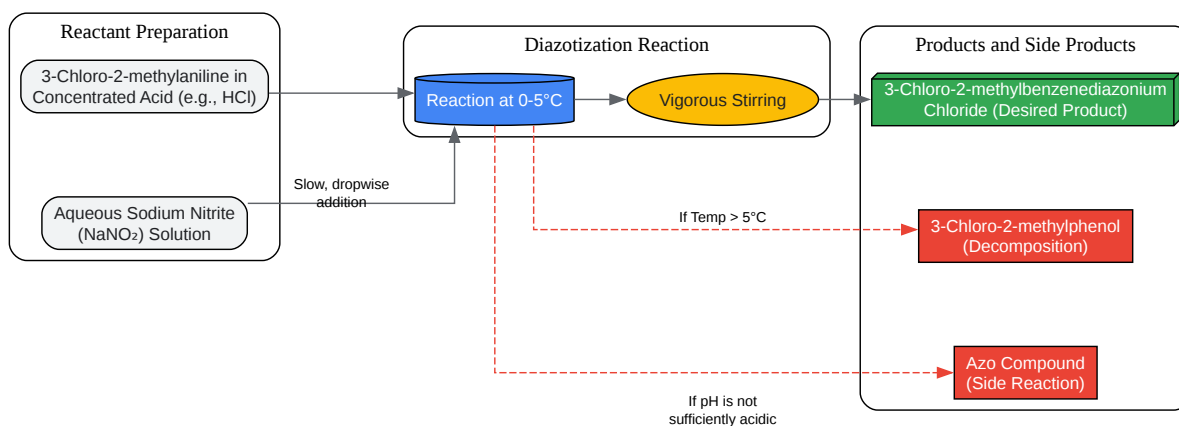 Reactant Preparation
3-Chloro-2-methylaniline in
Concentrated Acid (e.g., HCl)
Aqueous Sodium Nitrite
(NaNO₂) Solution
Slow, dropwise
addition
Diazotization Reaction
Reaction at 0-5°C
Vigorous Stirring
If Temp > 5°C
If pH is not
sufficiently acidic
Products and Side Products
3-Chloro-2-methylbenzenediazonium
Chloride (Desired Product)
3-Chloro-2-methylphenol
(Decomposition)
Azo Compound
(Side Reaction)